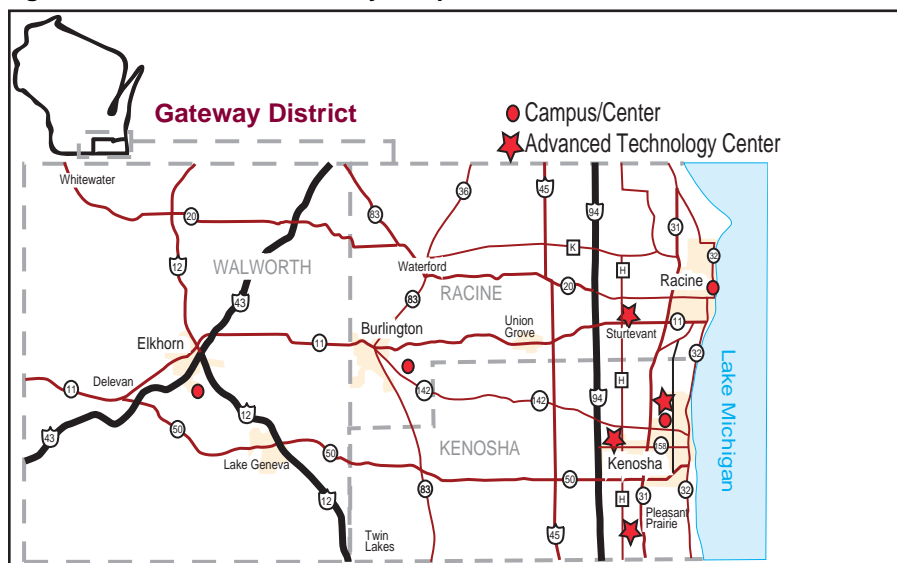 Gateway District
Campus/Center
Advanced Technology Center
Whitewater
36
45
94
31
20
83
12
WALWORTH
Waterford
K
H
32
Racine
43
83
RACINE
20
Elkhorn
11
Burlington
Union
Grove
Sturtevant
11
32
Delevan
11
142
142
H
94
Lake Michigan
43
50
12
50
Lake Geneva
KENOSHA
158
Kenosha
50
12
83
H
31
32
Pleasant
Prairie
Twin
Lakes
45